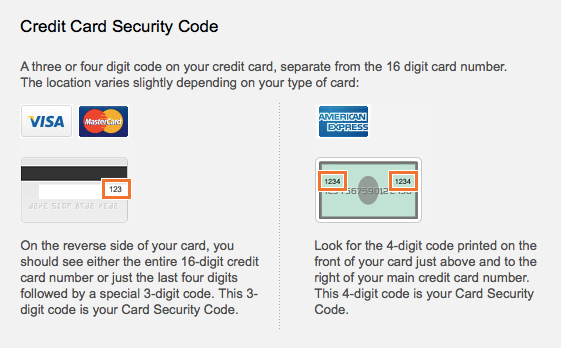 Credit Card Security Code
A three or four digit code on your credit card, separate from the 16 digit card number.
The location varies slightly depending on your type of card:
VISA
MasterCard
123
On the reverse side of your card, you
should see either the entire 16-digit credit
card number or just the last four digits
followed by a special 3-digit code. This 3-
digit code is your Card Security Code.
AMERICAN
EXPRESS
1234
1234
Look for the 4-digit code printed on the
front of your card just above and to the
right of your main credit card number.
This 4-digit code is your Card Security
Code.